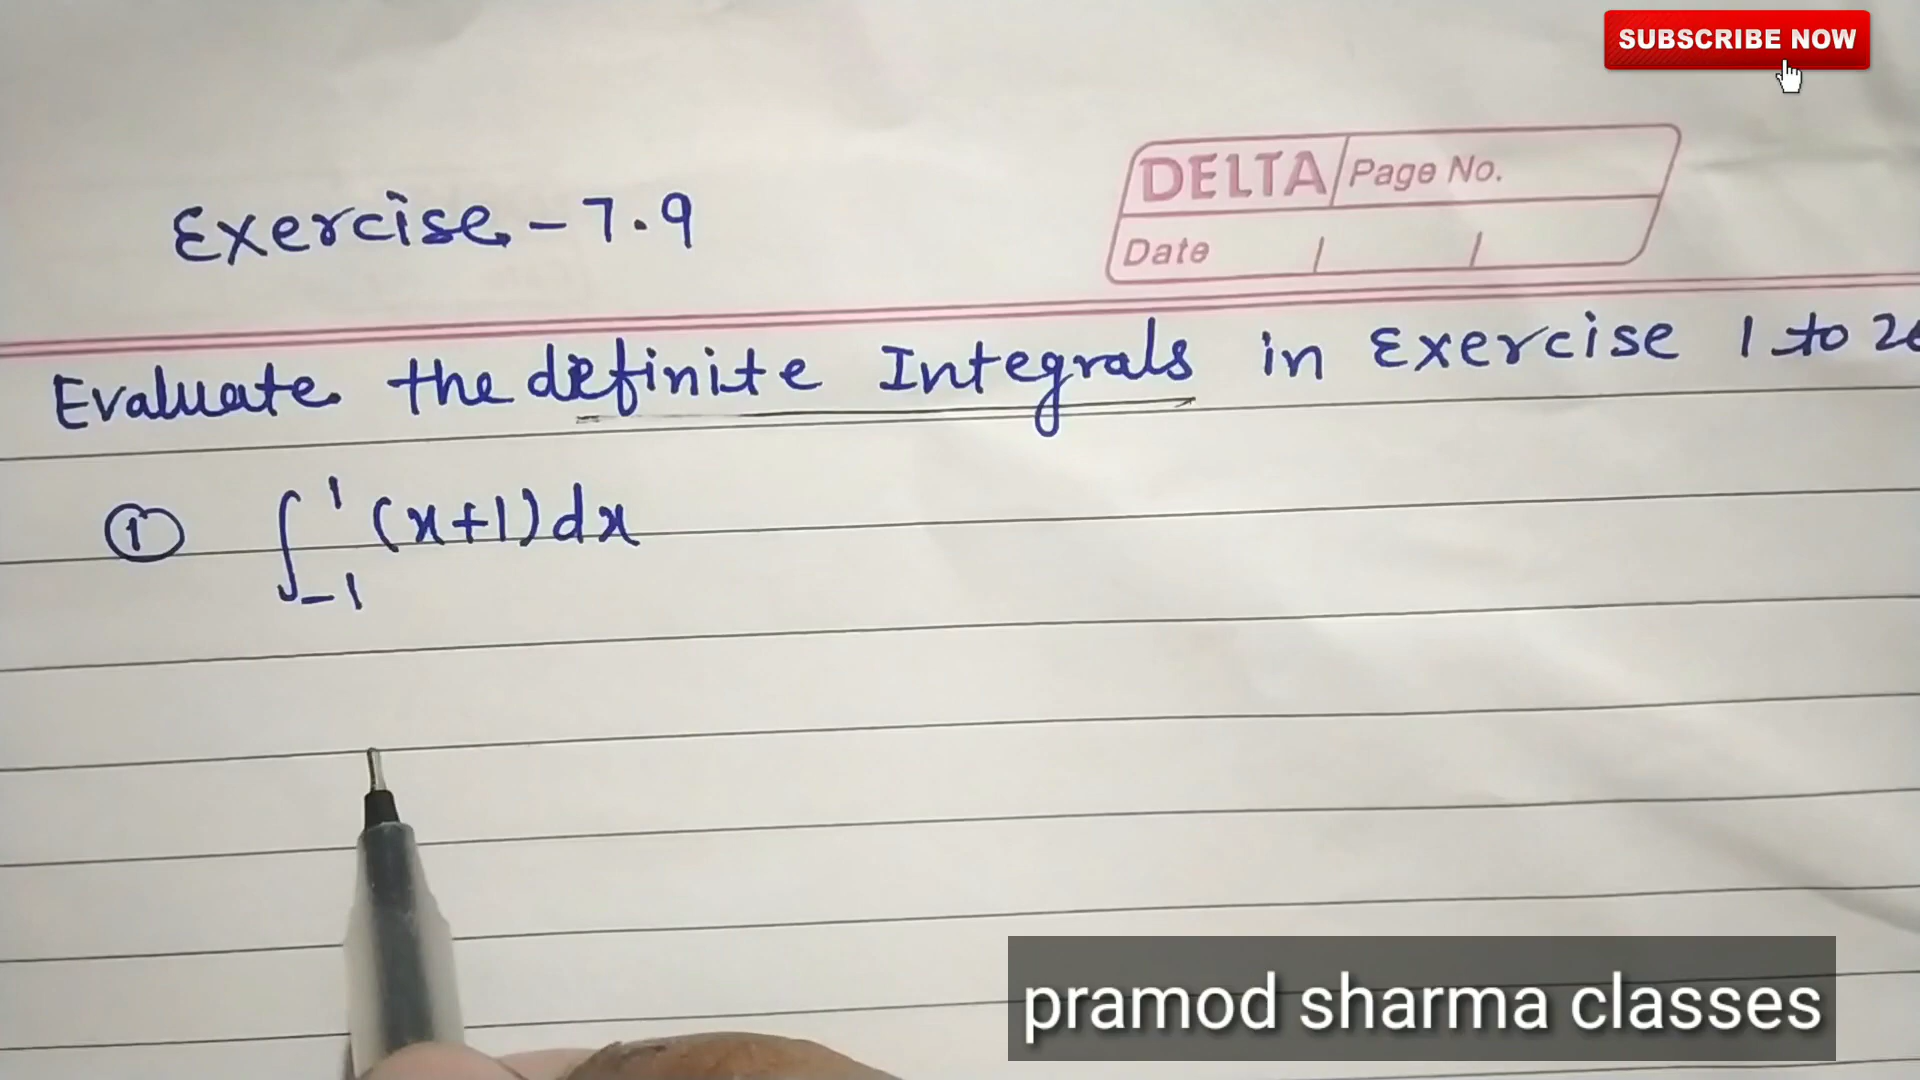 SUBSCRIBE NOW
DELTA Page No.
Date
Exercise - 7.9
Evaluate the definite Integrals in Exercise 1 to
① ∫₋₁¹ (x+1)dx
pramod sharma classes